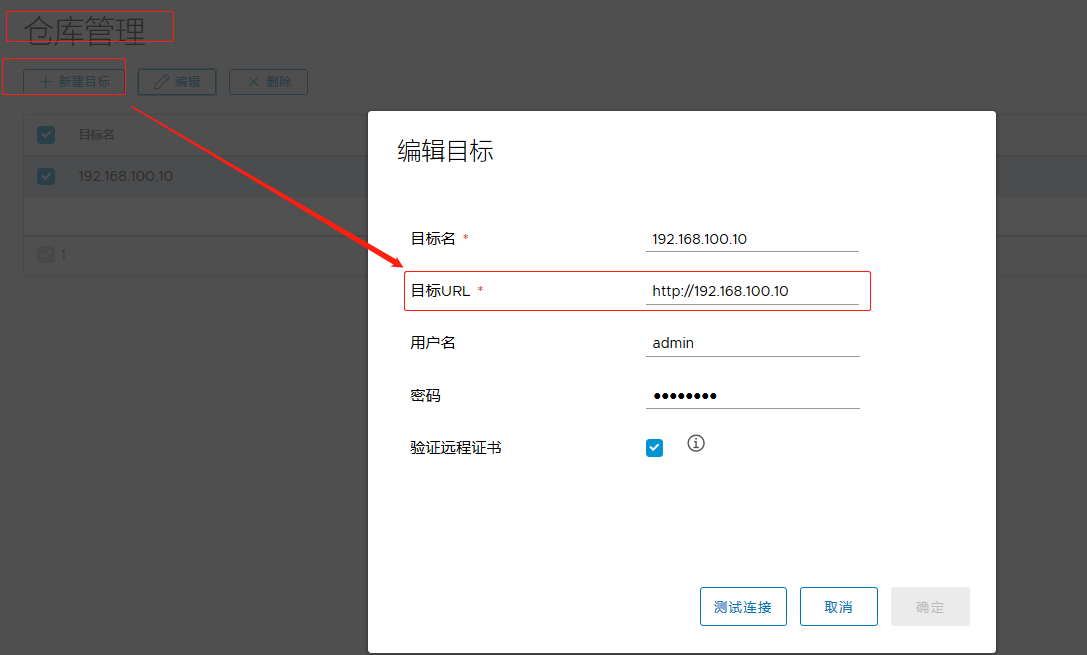 仓库管理
新建目标 编辑 删除
目标名
192.168.100.10
1
编辑目标
目标名 * 192.168.100.10
目标URL * http://192.168.100.10
用户名 admin
密码 ••••••••
验证远程证书
测试连接 取消 确定